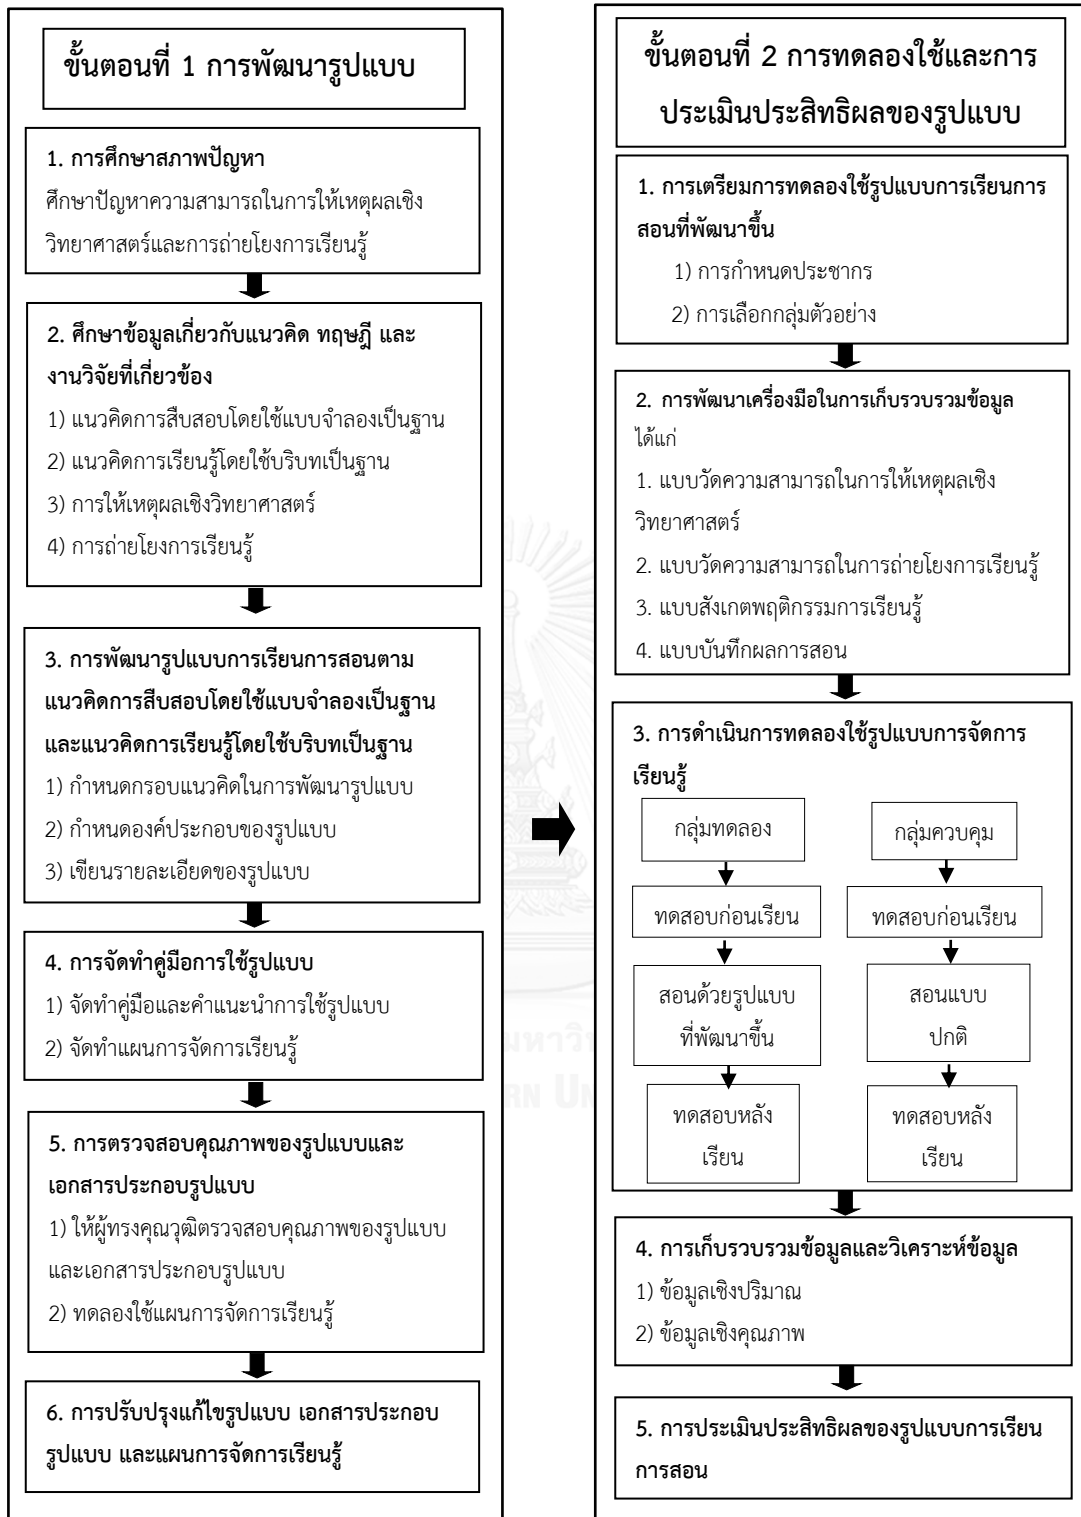 ขั้นตอนที่ 1 การพัฒนารูปแบบ
1. การศึกษาสภาพปัญหา
ศึกษาปัญหาความสามารถในการให้เหตุผลเชิง
วิทยาศาสตร์และการถ่ายโยงการเรียนรู้
2. ศึกษาข้อมูลเกี่ยวกับแนวคิด ทฤษฎี และ
งานวิจัยที่เกี่ยวข้อง
1) แนวคิดการสืบสอบโดยใช้แบบจำลองเป็นฐาน
2) แนวคิดการเรียนรู้โดยใช้บริบทเป็นฐาน
3) การให้เหตุผลเชิงวิทยาศาสตร์
4) การถ่ายโยงการเรียนรู้
3. การพัฒนารูปแบบการเรียนการสอนตาม
แนวคิดการสืบสอบโดยใช้แบบจำลองเป็นฐาน
และแนวคิดการเรียนรู้โดยใช้บริบทเป็นฐาน
1) กำหนดกรอบแนวคิดในการพัฒนารูปแบบ
2) กำหนดองค์ประกอบของรูปแบบ
3) เขียนรายละเอียดของรูปแบบ
4. การจัดทำคู่มือการใช้รูปแบบ
1) จัดทำคู่มือและคำแนะนำการใช้รูปแบบ
2) จัดทำแผนการจัดการเรียนรู้
5. การตรวจสอบคุณภาพของรูปแบบและ
เอกสารประกอบรูปแบบ
1) ให้ผู้ทรงคุณวุฒิตรวจสอบคุณภาพของรูปแบบ
และเอกสารประกอบรูปแบบ
2) ทดลองใช้แผนการจัดการเรียนรู้
6. การปรับปรุงแก้ไขรูปแบบ เอกสารประกอบ
รูปแบบ และแผนการจัดการเรียนรู้
ขั้นตอนที่ 2 การทดลองใช้และการ
ประเมินประสิทธิผลของรูปแบบ
1. การเตรียมการทดลองใช้รูปแบบการเรียนการ
สอนที่พัฒนาขึ้น
1) การกำหนดประชากร
2) การเลือกกลุ่มตัวอย่าง
2. การพัฒนาเครื่องมือในการเก็บรวบรวมข้อมูล
ได้แก่
1. แบบวัดความสามารถในการให้เหตุผลเชิง
วิทยาศาสตร์
2. แบบวัดความสามารถในการถ่ายโยงการเรียนรู้
3. แบบสังเกตพฤติกรรมการเรียนรู้
4. แบบบันทึกผลการสอน
3. การดำเนินการทดลองใช้รูปแบบการจัดการ
เรียนรู้
กลุ่มทดลอง
ทดสอบก่อนเรียน
สอนด้วยรูปแบบ
ที่พัฒนาขึ้น
ทดสอบหลัง
เรียน
กลุ่มควบคุม
ทดสอบก่อนเรียน
สอนแบบ
ปกติ
ทดสอบหลัง
เรียน
4. การเก็บรวบรวมข้อมูลและวิเคราะห์ข้อมูล
1) ข้อมูลเชิงปริมาณ
2) ข้อมูลเชิงคุณภาพ
5. การประเมินประสิทธิผลของรูปแบบการเรียน
การสอน